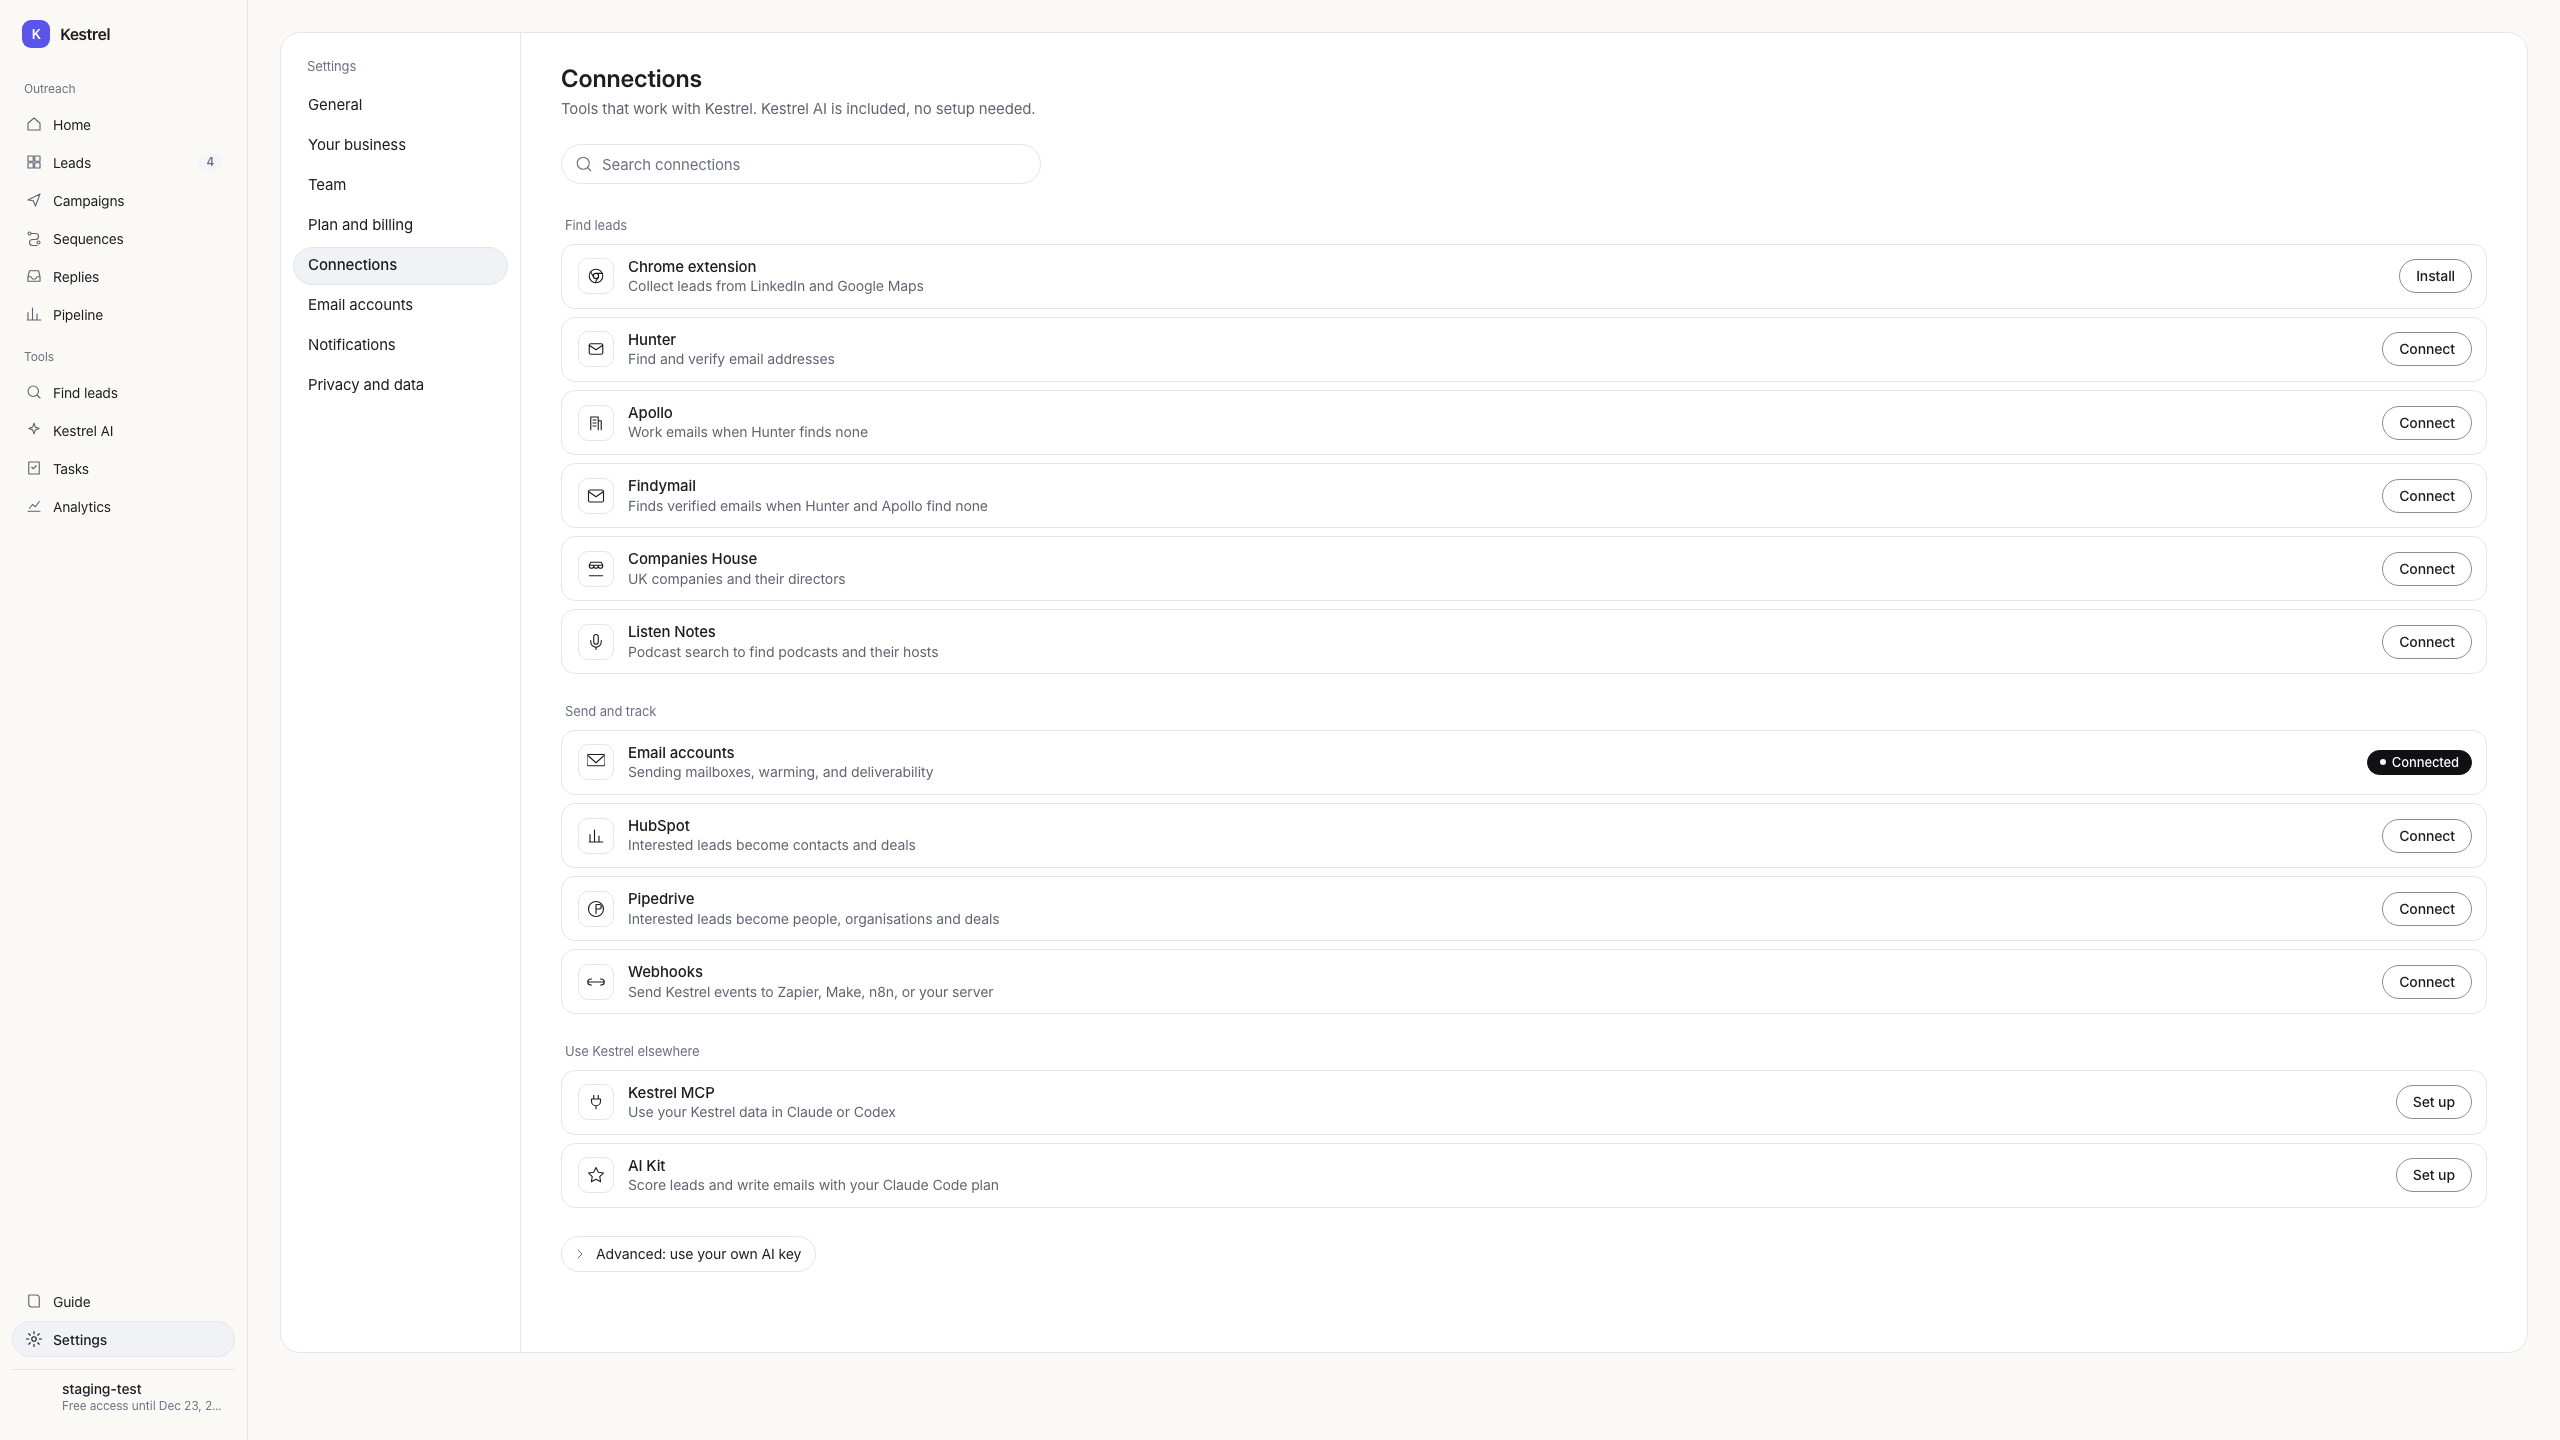 K
Kestrel
Outreach
Home
Leads
4
Campaigns
Sequences
Replies
Pipeline
Tools
Find leads
Kestrel AI
Tasks
Analytics
Guide
Settings
staging-test
Free access until Dec 23, 2...
Settings
General
Your business
Team
Plan and billing
Connections
Email accounts
Notifications
Privacy and data
Connections
Tools that work with Kestrel. Kestrel AI is included, no setup needed.
Search connections
Find leads
Chrome extension
Collect leads from LinkedIn and Google Maps
Install
Hunter
Find and verify email addresses
Connect
Apollo
Work emails when Hunter finds none
Connect
Findymail
Finds verified emails when Hunter and Apollo find none
Connect
Companies House
UK companies and their directors
Connect
Listen Notes
Podcast search to find podcasts and their hosts
Connect
Send and track
Email accounts
Sending mailboxes, warming, and deliverability
Connected
HubSpot
Interested leads become contacts and deals
Connect
Pipedrive
Interested leads become people, organisations and deals
Connect
Webhooks
Send Kestrel events to Zapier, Make, n8n, or your server
Connect
Use Kestrel elsewhere
Kestrel MCP
Use your Kestrel data in Claude or Codex
Set up
AI Kit
Score leads and write emails with your Claude Code plan
Set up
Advanced: use your own AI key